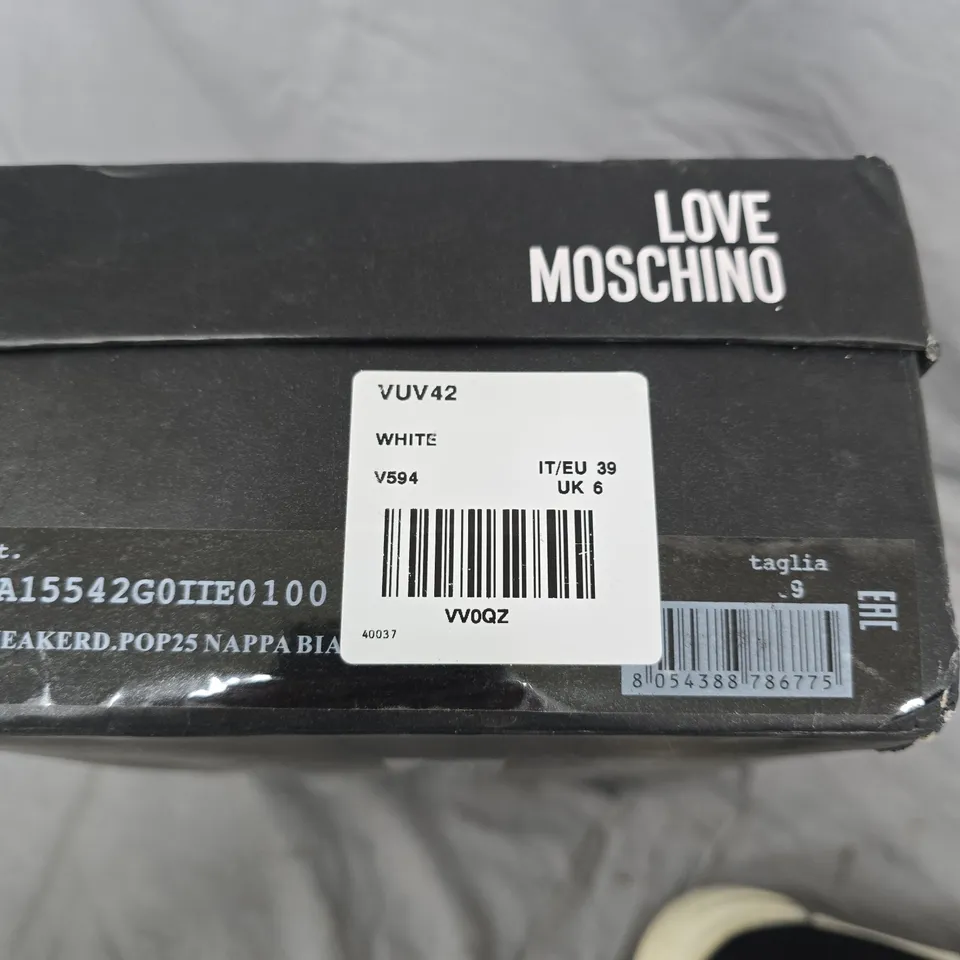 LOVE
MOSCHINO
VUV42
WHITE
V594
IT/EU 39
UK 6
VV0QZ
40037
t.
A15542G0IIE0100
EAKERD.POP25 NAPPA BIA
taglia
9
EAC
8 054388 786775